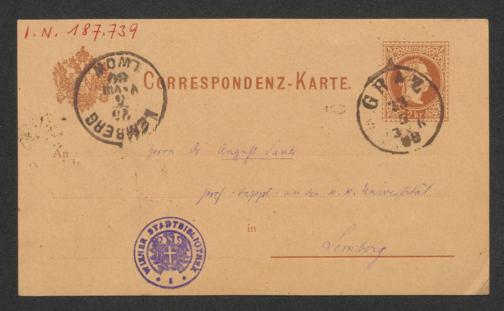 I.N. 187.739
CORRESPONDENZ-KARTE.
LEMBERG
LWÓW
GRAZ
An
Herrn Dr August Sauer
prof. suppl. an der k.k. Universität
in
Lemberg
WIENER STADTBIBLIOTHEK